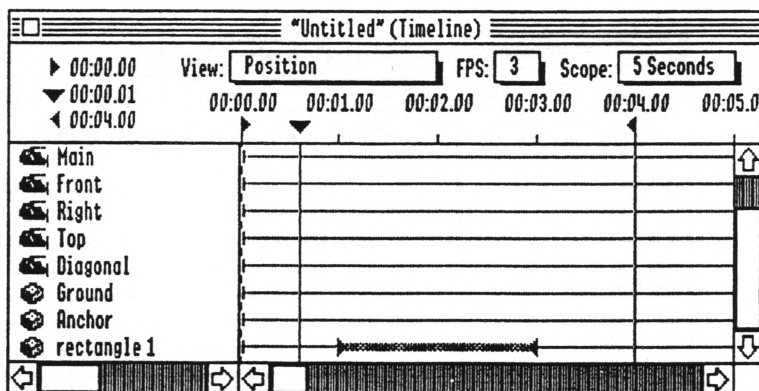 "Untitled" (Timeline)
00:00.00 View: Position FPS: 3 Scope: 5 Seconds
00:00.01
00:04.00
00:00.00 00:01.00 00:02.00 00:03.00 00:04.00 00:05.0
Main
Front
Right
Top
Diagonal
Ground
Anchor
rectangle 1